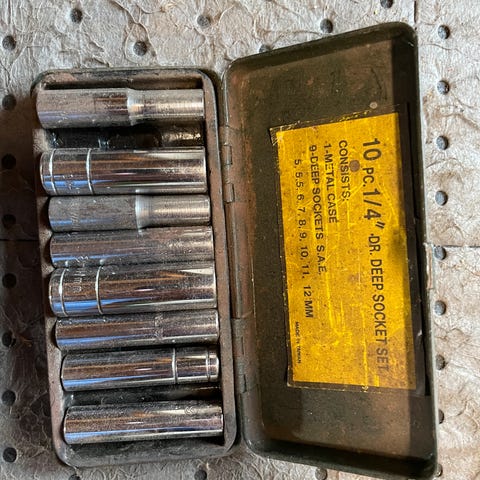 10 PC. 1/4" DR. DEEP SOCKET SET
CONSISTS:
1-METAL CASE
9-DEEP SOCKETS S.A.E.
5, 5.5, 6, 7, 8, 9, 10, 11, 12 MM
MADE IN TAIWAN